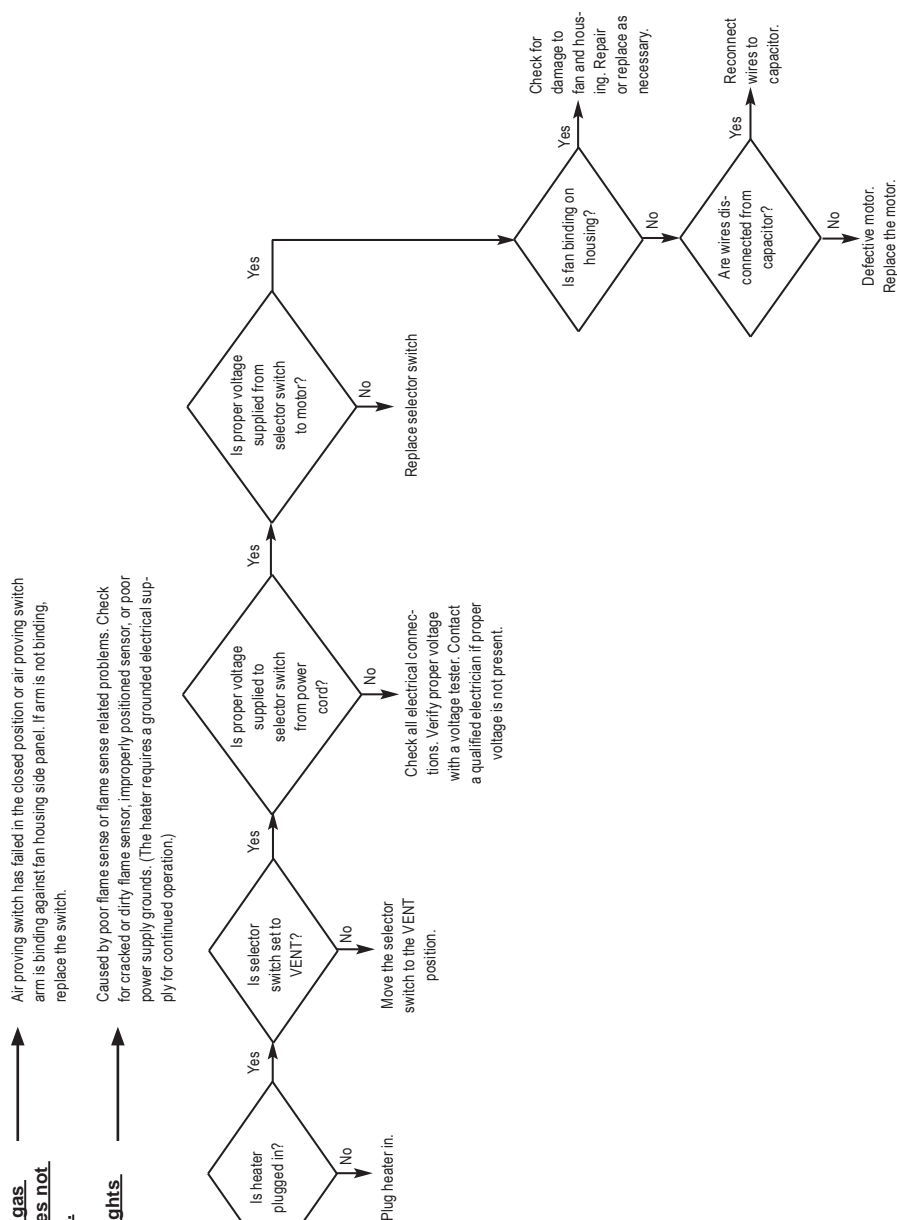 gas
es not
Air proving switch has failed in the closed position or air proving switch
arm is binding against fan housing side panel. If arm is not binding,
replace the switch.
ghts
Caused by poor flame sense or flame sense related problems. Check
for cracked or dirty flame sensor, improperly positioned sensor, or poor
power supply grounds. (The heater requires a grounded electrical sup-
ply for continued operation.)
Is heater
plugged in?
No
Plug heater in.
Yes
Is selector
switch set to
VENT?
No
Move the selector
switch to the VENT
position.
Yes
Is proper voltage
supplied to
selector switch
from power
cord?
No
Check all electrical connec-
tions. Verify proper voltage
with a voltage tester. Contact
a qualified electrician if proper
voltage is not present.
Yes
Is proper voltage
supplied from
selector switch
to motor?
No
Replace selector switch
Yes
Is fan binding on
housing?
Yes
Check for
damage to
fan and hous-
ing. Repair
or replace as
necessary.
No
Are wires dis-
connected from
capacitor?
Yes
Reconnect
wires to
capacitor.
No
Defective motor.
Replace the motor.